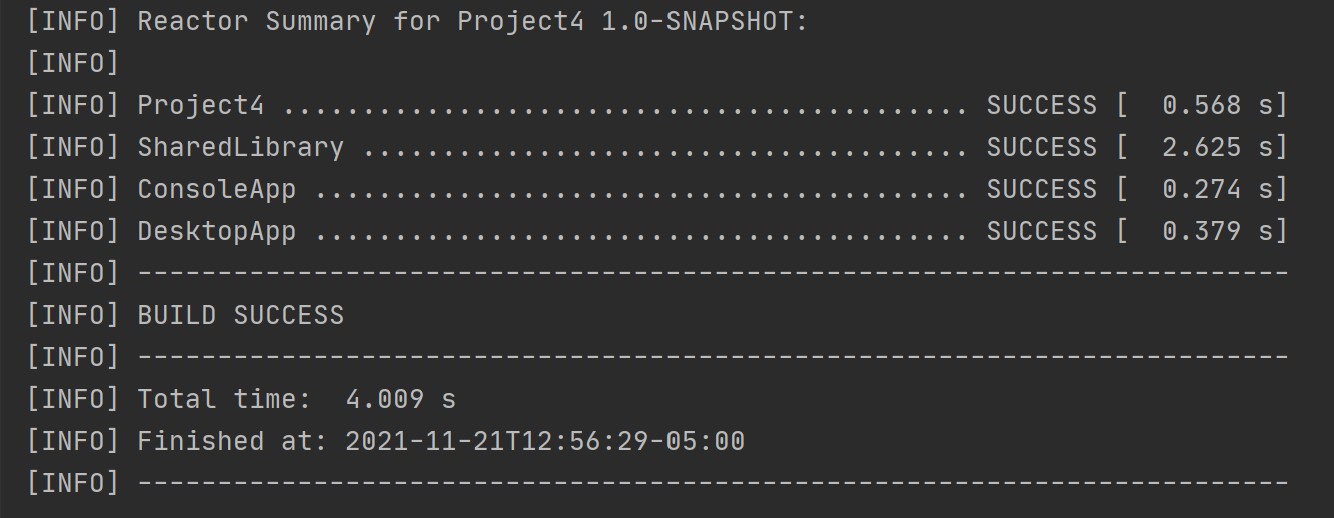 [INFO] Reactor Summary for Project4 1.0-SNAPSHOT:
[INFO]
[INFO] Project4 ........................................... SUCCESS [  0.568 s]
[INFO] SharedLibrary ...................................... SUCCESS [  2.625 s]
[INFO] ConsoleApp ......................................... SUCCESS [  0.274 s]
[INFO] DesktopApp ......................................... SUCCESS [  0.379 s]
[INFO] ------------------------------------------------------------------------
[INFO] BUILD SUCCESS
[INFO] ------------------------------------------------------------------------
[INFO] Total time:  4.009 s
[INFO] Finished at: 2021-11-21T12:56:29-05:00
[INFO] ------------------------------------------------------------------------